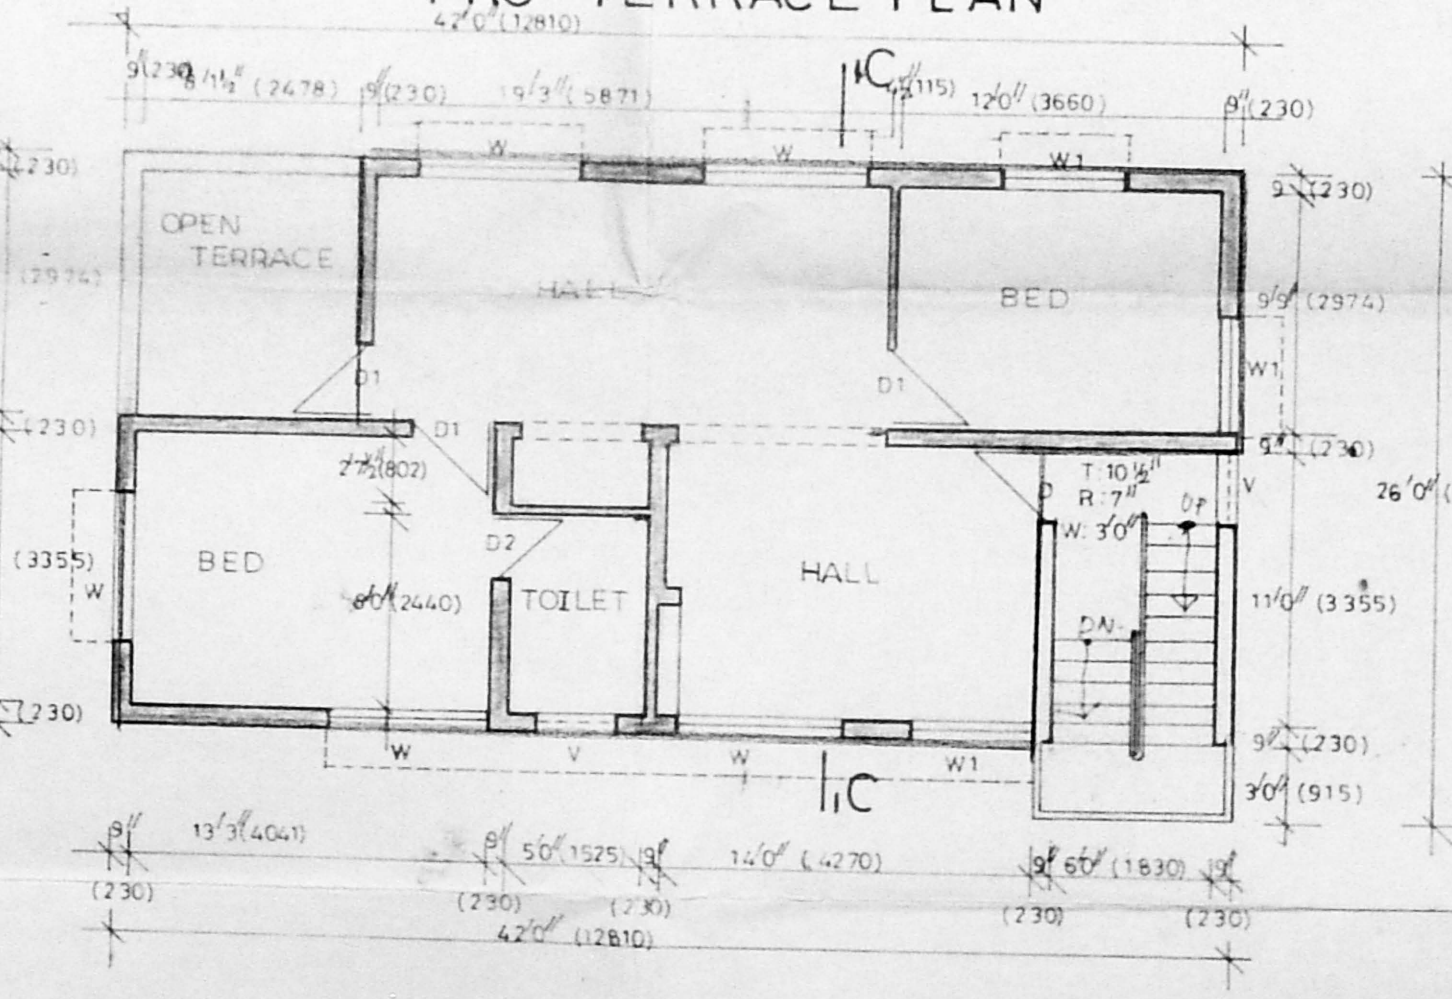 TERRACE PLAN
42'0" (12810)
9" (230)
8'1½" (2478)
9" (230)
19'3" (5871)
C
4½" (115)
12'0" (3660)
9" (230)
W
W
W1
(230)
9" (230)
OPEN
TERRACE
HALL
BED
(2974)
9'9" (2974)
W1
D1
D1
(230)
D1
9" (230)
2'7½" (802)
T: 10½"
R: 7"
W: 3'0"
UP
V
26'0" (
D
D2
BED
TOILET
HALL
(3355)
W
8'0" (2440)
11'0" (3355)
DN.
(230)
9" (230)
W
V
W
W1
C
3'0" (915)
9"
13'3" (4041)
9"
5'0" (1525)
9"
14'0" (4270)
9"
6'0" (1830)
9"
(230)
(230)
(230)
(230)
(230)
42'0" (12810)